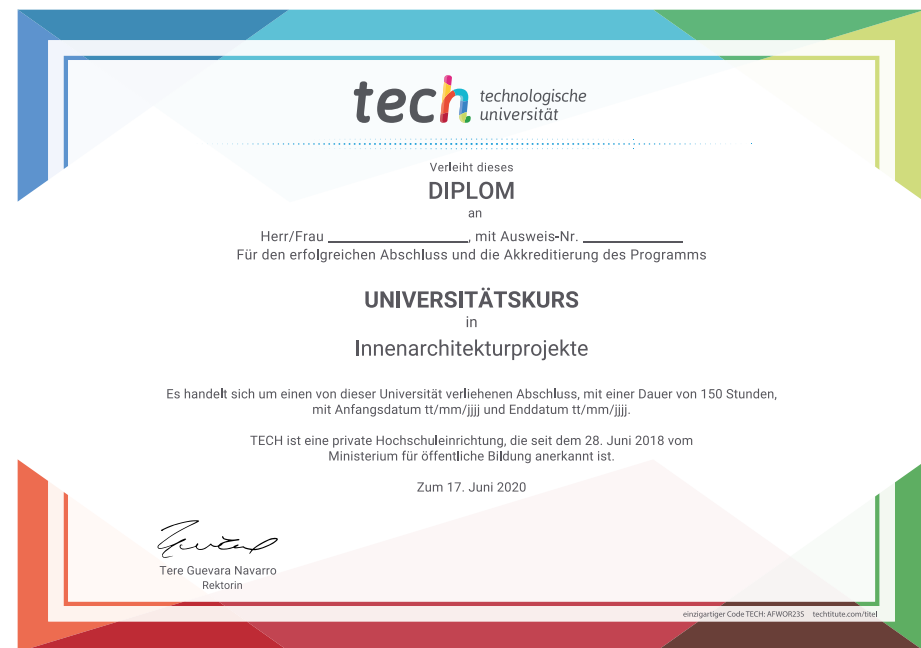 tech technologische
universität
Verleiht dieses
DIPLOM
an
Herr/Frau ____________, mit Ausweis-Nr. ____________
Für den erfolgreichen Abschluss und die Akkreditierung des Programms
UNIVERSITÄTSKURS
in
Innenarchitekturprojekte
Es handelt sich um einen von dieser Universität verliehenen Abschluss, mit einer Dauer von 150 Stunden,
mit Anfangsdatum tt/mm/jjjj und Enddatum tt/mm/jjjj.
TECH ist eine private Hochschuleinrichtung, die seit dem 28. Juni 2018 vom
Ministerium für öffentliche Bildung anerkannt ist.
Zum 17. Juni 2020
Tere Guevara Navarro
Rektorin
einzigartiger Code TECH: AFWOR235 techtitute.com/titel